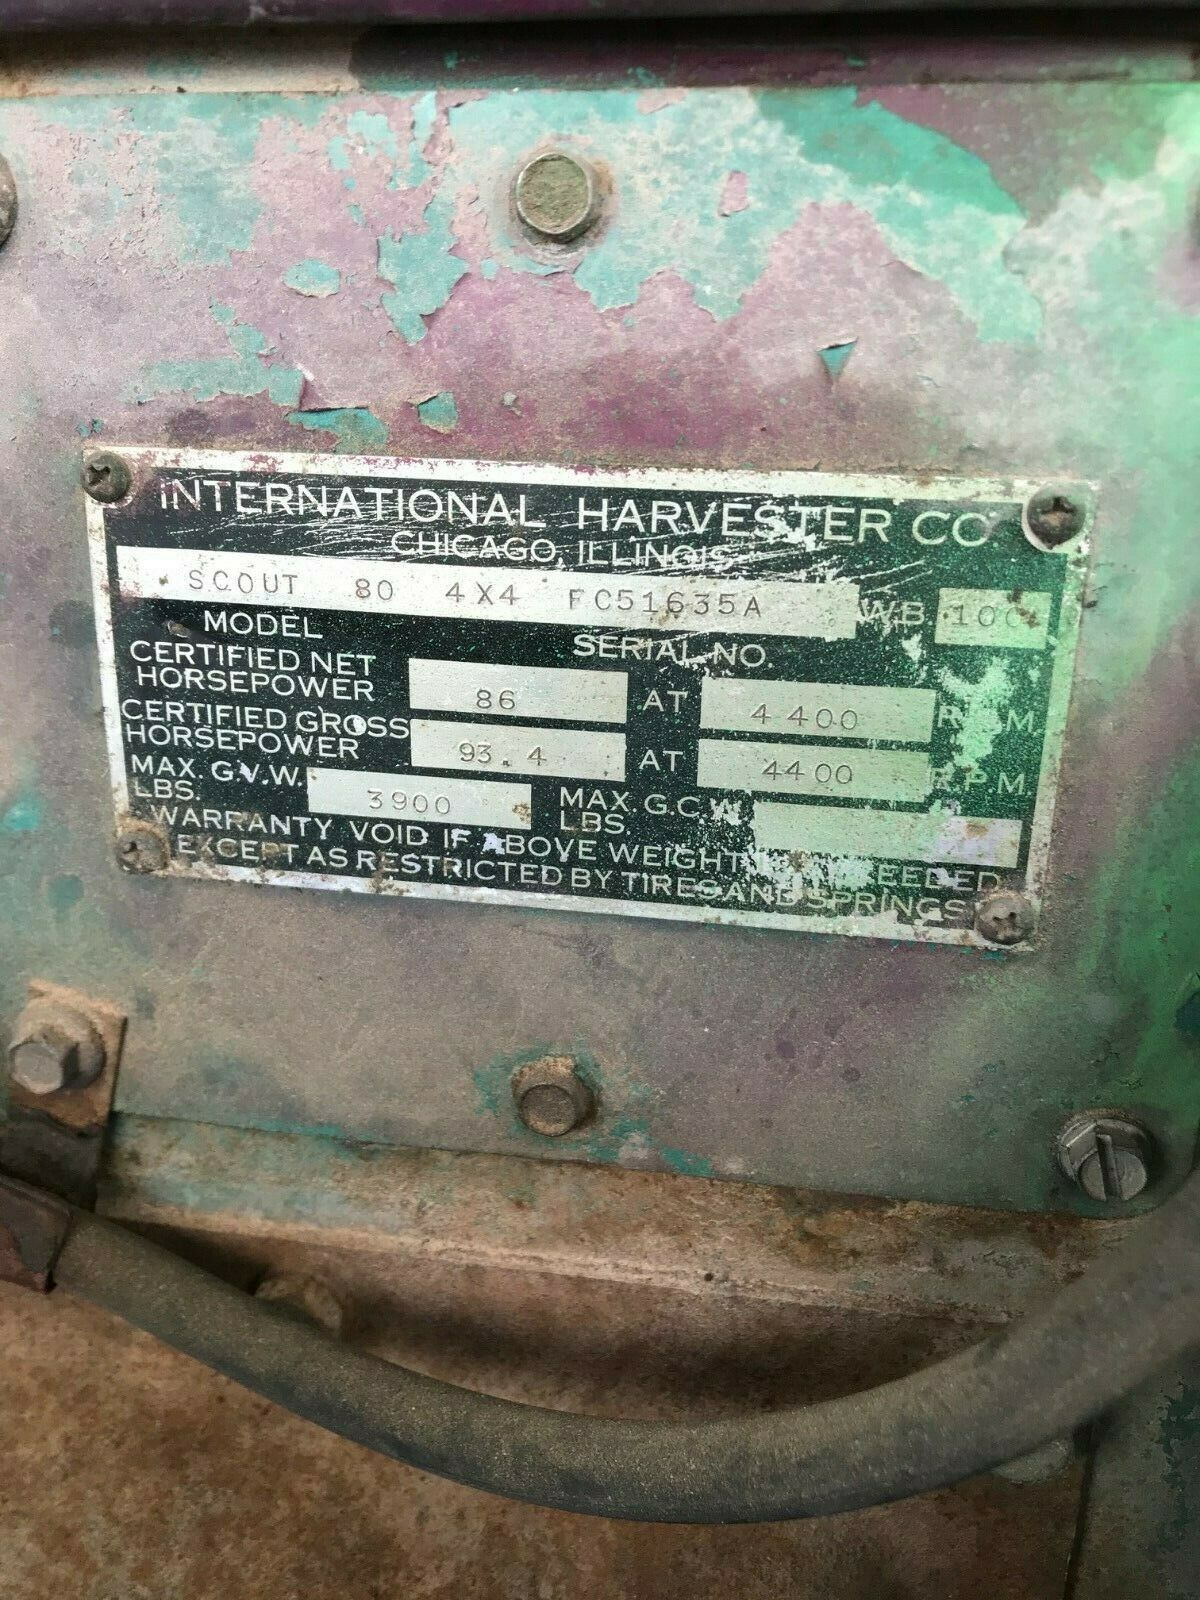 INTERNATIONAL HARVESTER CO.
CHICAGO, ILLINOIS
SCOUT 80 4X4 FC51635A W.B. 100
MODEL SERIAL NO.
CERTIFIED NET HORSEPOWER 86 AT 4400 R.P.M.
CERTIFIED GROSS HORSEPOWER 93.4 AT 4400 R.P.M
MAX. G.V.W. LBS. 3900 MAX. G.C.W. LBS.
WARRANTY VOID IF ABOVE WEIGHT EXCEEDED
EXCEPT AS RESTRICTED BY TIRES AND SPRINGS